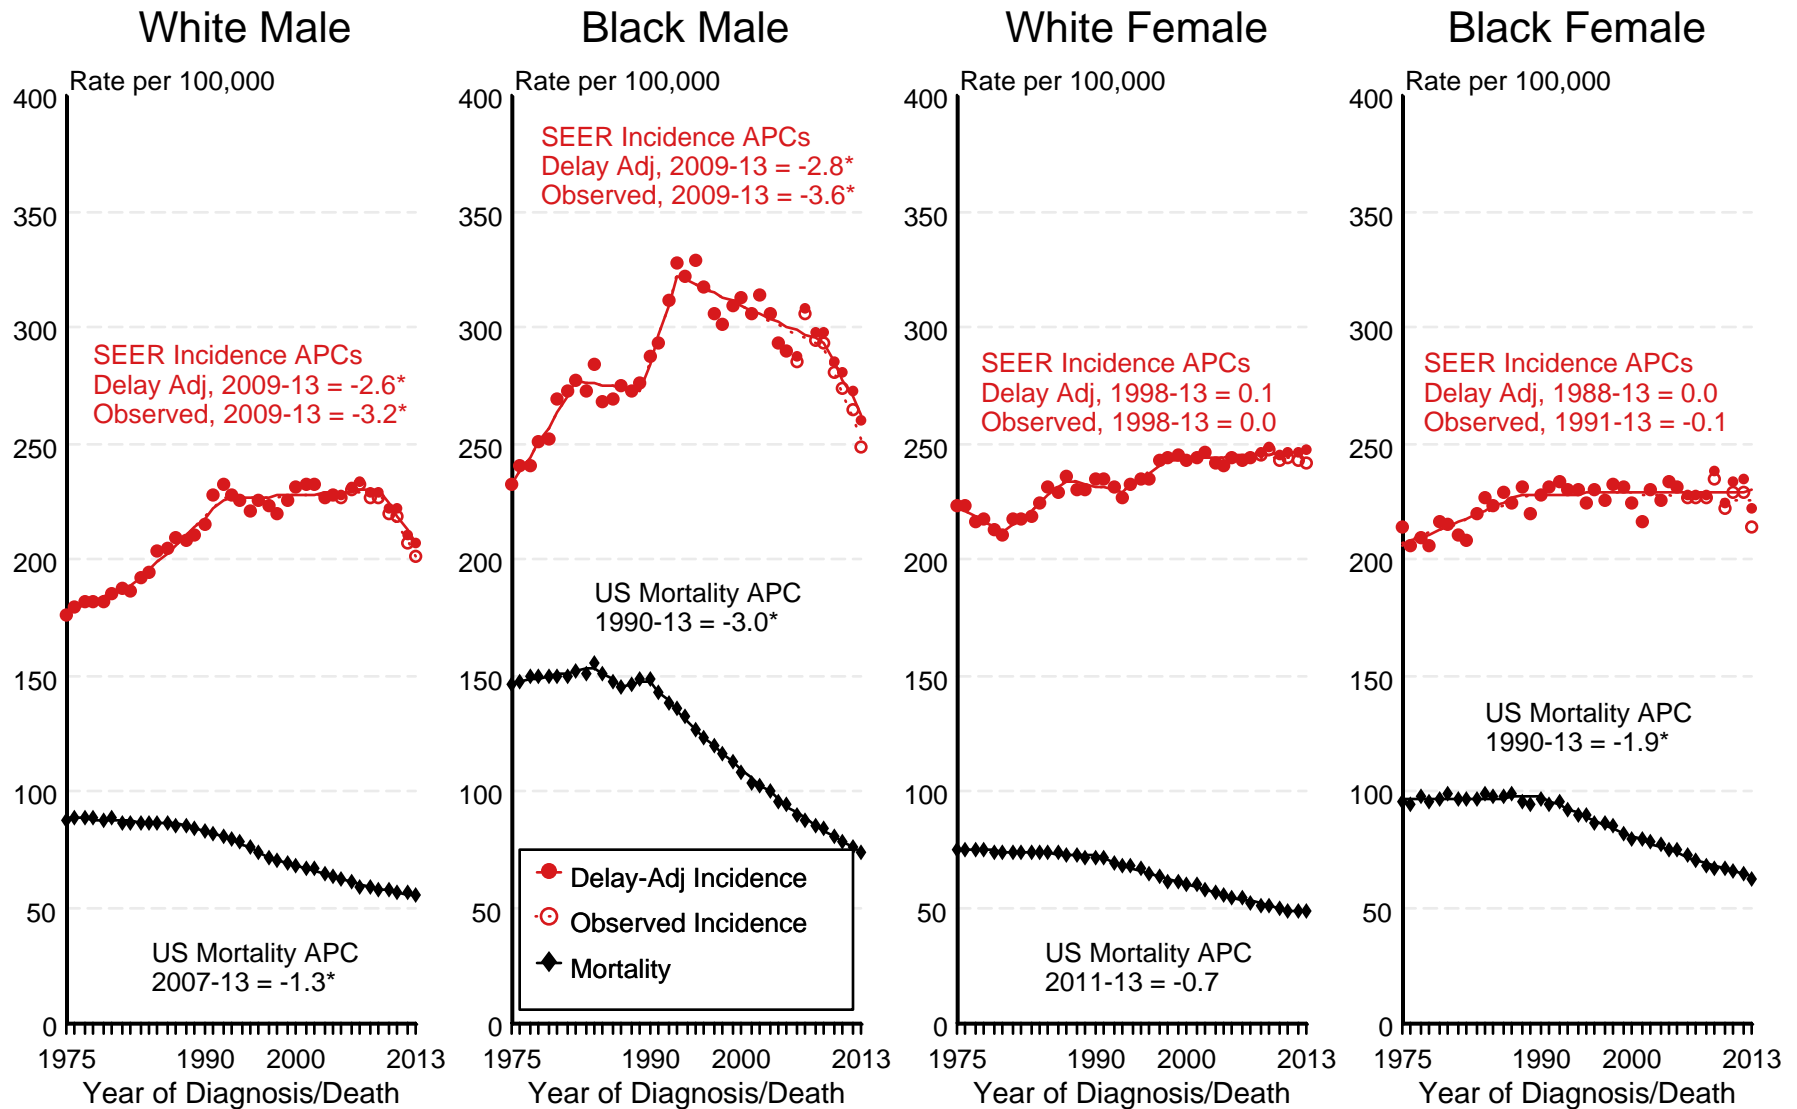 White Male
Rate per 100,000
400
350
300
250
200
150
100
50
0
SEER Incidence APCs
Delay Adj, 2009-13 = -2.6*
Observed, 2009-13 = -3.2*
US Mortality APC
2007-13 = -1.3*
1975 1990 2000 2013
Year of Diagnosis/Death
Black Male
Rate per 100,000
400
350
300
250
200
150
100
50
0
SEER Incidence APCs
Delay Adj, 2009-13 = -2.8*
Observed, 2009-13 = -3.6*
US Mortality APC
1990-13 = -3.0*
Delay-Adj Incidence
Observed Incidence
Mortality
1975 1990 2000 2013
Year of Diagnosis/Death
White Female
Rate per 100,000
400
350
300
250
200
150
100
50
0
SEER Incidence APCs
Delay Adj, 1998-13 = 0.1
Observed, 1998-13 = 0.0
US Mortality APC
2011-13 = -0.7
1975 1990 2000 2013
Year of Diagnosis/Death
Black Female
Rate per 100,000
400
350
300
250
200
150
100
50
0
SEER Incidence APCs
Delay Adj, 1988-13 = 0.0
Observed, 1991-13 = -0.1
US Mortality APC
1990-13 = -1.9*
1975 1990 2000 2013
Year of Diagnosis/Death